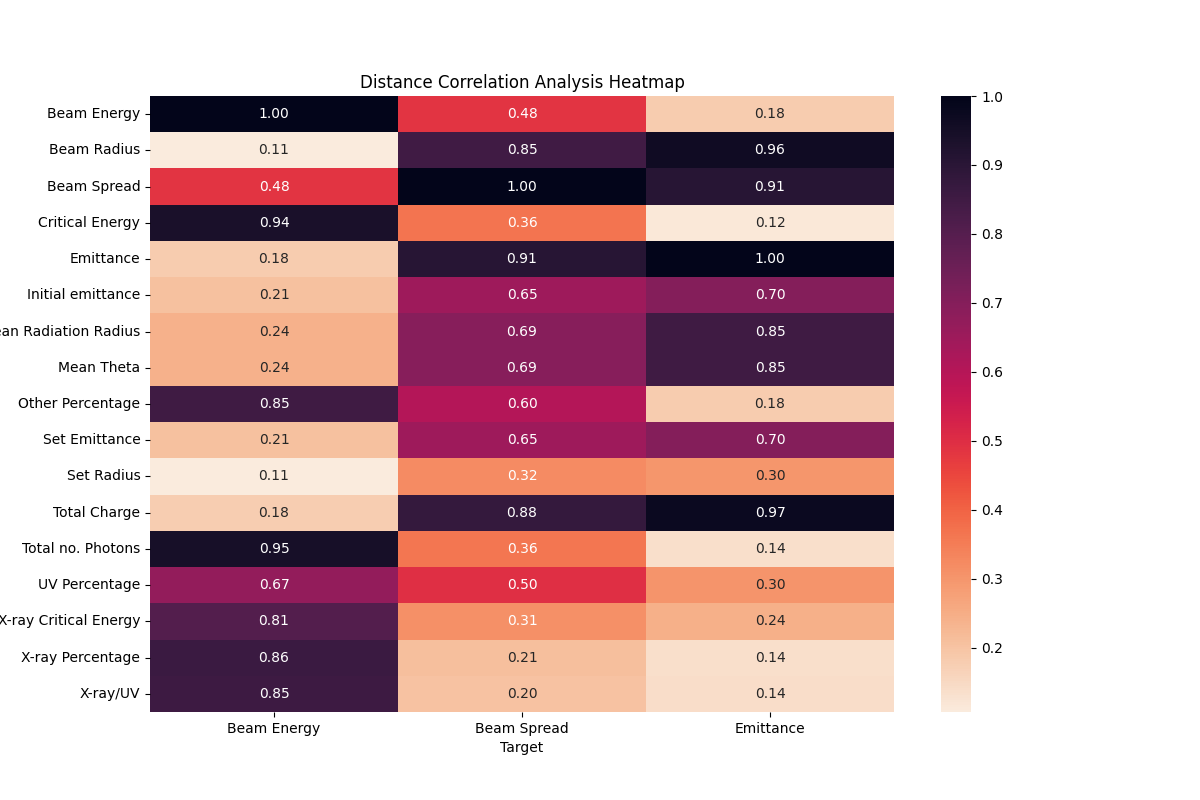 Distance Correlation Analysis Heatmap
Beam Energy 1.00 0.48 0.18
Beam Radius 0.11 0.85 0.96
Beam Spread 0.48 1.00 0.91
Critical Energy 0.94 0.36 0.12
Emittance 0.18 0.91 1.00
Initial emittance 0.21 0.65 0.70
an Radiation Radius 0.24 0.69 0.85
Mean Theta 0.24 0.69 0.85
Other Percentage 0.85 0.60 0.18
Set Emittance 0.21 0.65 0.70
Set Radius 0.11 0.32 0.30
Total Charge 0.18 0.88 0.97
Total no. Photons 0.95 0.36 0.14
UV Percentage 0.67 0.50 0.30
X-ray Critical Energy 0.81 0.31 0.24
X-ray Percentage 0.86 0.21 0.14
X-ray/UV 0.85 0.20 0.14
Beam Energy Beam Spread Emittance
Target
1.0
0.9
0.8
0.7
0.6
0.5
0.4
0.3
0.2